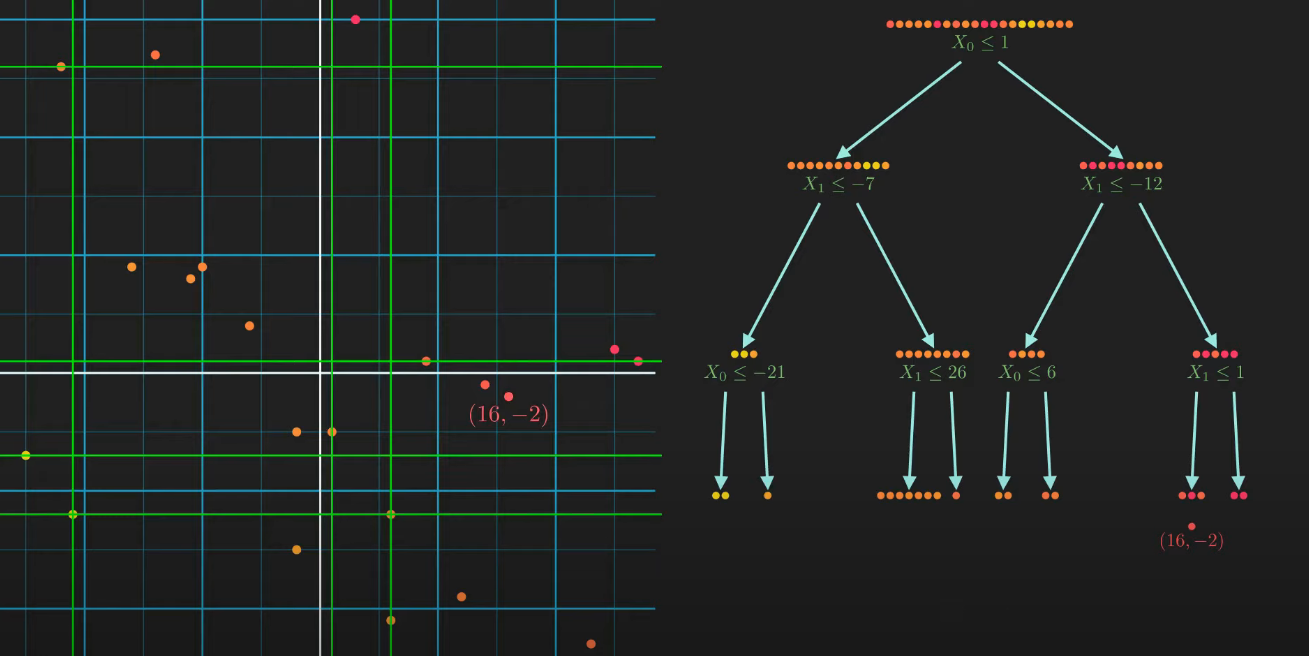 X₀ ≤ 1
X₁ ≤ −7
X₁ ≤ −12
X₀ ≤ −21
X₁ ≤ 26
X₀ ≤ 6
X₁ ≤ 1
(16, −2)
(16, −2)